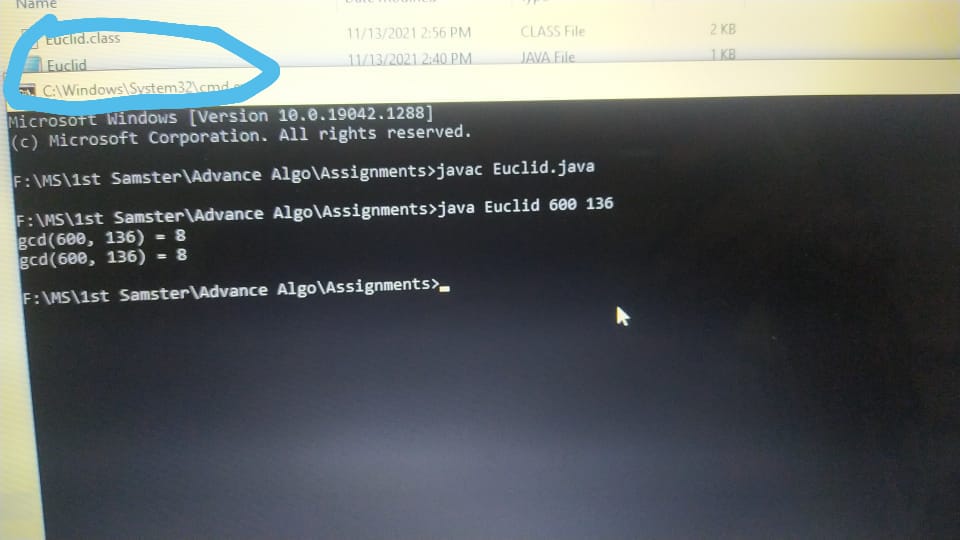 Name Date modified Type
Euclid.class 11/13/2021 2:56 PM CLASS File 2 KB
Euclid 11/13/2021 2:40 PM JAVA File 1 KB
C:\Windows\System32\cmd.e
Microsoft Windows [Version 10.0.19042.1288]
(c) Microsoft Corporation. All rights reserved.
F:\MS\1st Samster\Advance Algo\Assignments>javac Euclid.java
F:\MS\1st Samster\Advance Algo\Assignments>java Euclid 600 136
gcd(600, 136) = 8
gcd(600, 136) = 8
F:\MS\1st Samster\Advance Algo\Assignments>